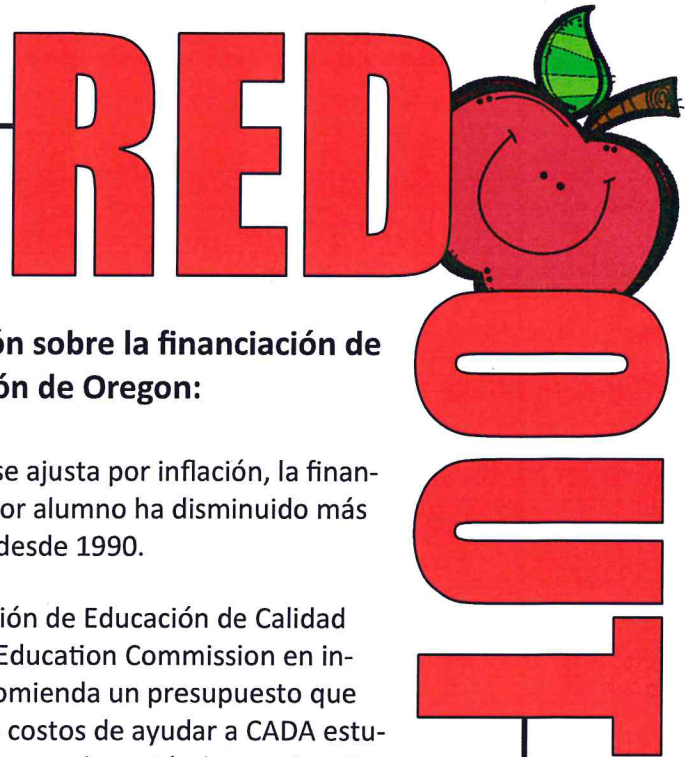 RED
OUT
ón sobre la financiación de
ón de Oregon:
se ajusta por inflación, la finan-
or alumno ha disminuido más
desde 1990.
ión de Educación de Calidad
Education Commission en in-
omienda un presupuesto que
costos de ayudar a CADA estu-